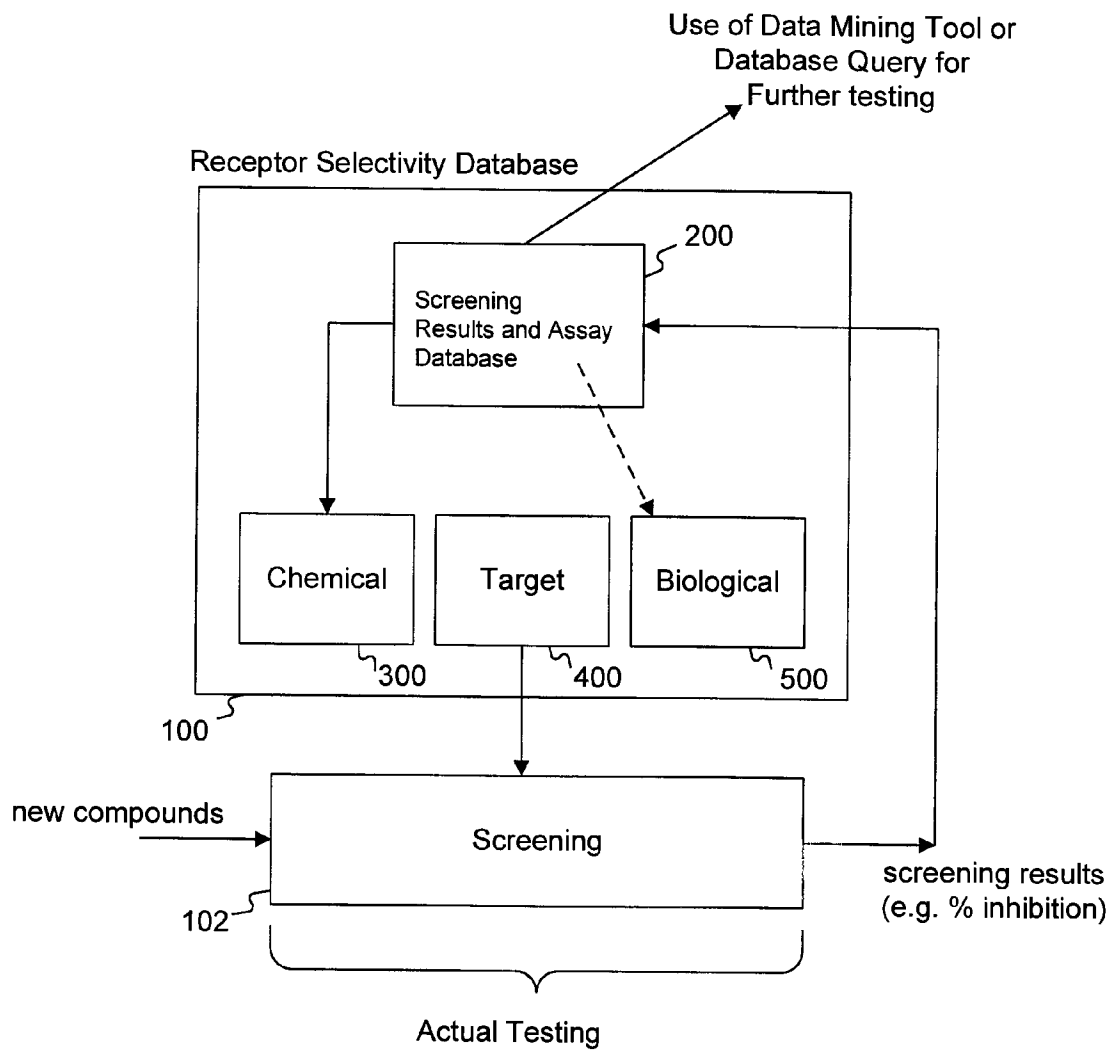 Use of Data Mining Tool or
Database Query for
Further testing
Receptor Selectivity Database
200
Screening
Results and Assay
Database
Chemical
Target
Biological
300
400
500
100
new compounds
Screening
screening results
(e.g. % inhibition)
102
Actual Testing